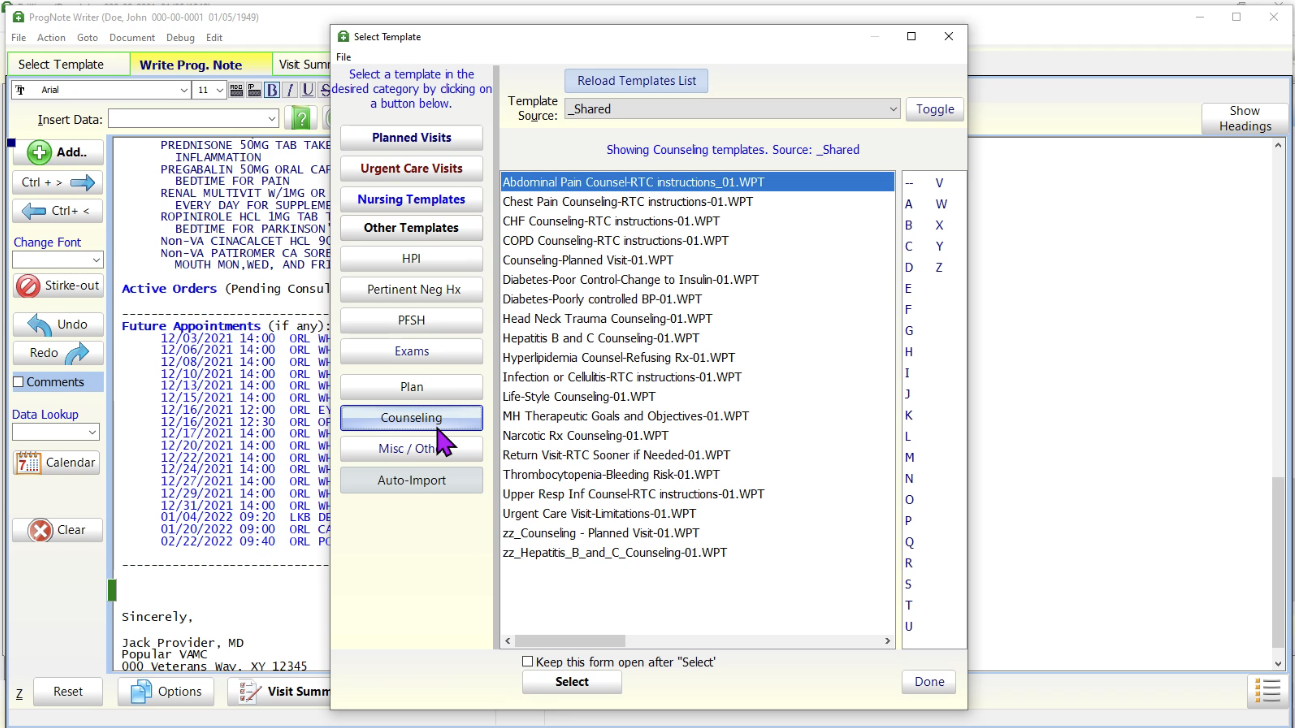 ProgNote Writer (Doe, John 000-00-0001 01/05/1949)
File Action Goto Document Debug Edit
Select Template
Write Prog. Note
Visit Summ
Arial
11
B I U S
Insert Data:
Show
Headings
Add..
Ctrl + >
Ctrl+ <
Change Font
Stirke-out
Undo
Redo
Comments
Data Lookup
Calendar
Clear
PREDNISONE 50MG TAB TAKE
INFLAMMATION
PREGABALIN 50MG ORAL CAP
BEDTIME FOR PAIN
RENAL MULTIVIT W/1MG OR
EVERY DAY FOR SUPPLEME
ROPINIROLE HCL 1MG TAB T
BEDTIME FOR PARKINSON'
Non-VA CINACALCET HCL 90
Non-VA PATIROMER CA SORB
MOUTH MON,WED, AND FRI
Active Orders (Pending Consul
Future Appointments (if any):
12/03/2021 14:00 ORL WH
12/06/2021 14:00 ORL WH
12/08/2021 14:00 ORL WH
12/10/2021 14:00 ORL WH
12/13/2021 14:00 ORL WH
12/15/2021 14:00 ORL WH
12/16/2021 12:00 ORL EY
12/16/2021 12:30 ORL OP
12/17/2021 14:00 ORL WH
12/20/2021 14:00 ORL WH
12/22/2021 14:00 ORL WH
12/24/2021 14:00 ORL WH
12/27/2021 14:00 ORL WH
12/29/2021 14:00 ORL WH
12/31/2021 14:00 ORL WH
01/04/2022 09:20 LKB DE
01/20/2022 09:00 ORL CA
02/22/2022 09:40 ORL PO
Sincerely,
Jack Provider, MD
Popular VAMC
000 Veterans Way, XY 12345
Z
Reset
Options
Visit Summ
Select Template
File
Select a template in the
desired category by clicking on
a button below.
Planned Visits
Urgent Care Visits
Nursing Templates
Other Templates
HPI
Pertinent Neg Hx
PFSH
Exams
Plan
Counseling
Misc / Oth
Auto-Import
Reload Templates List
Template
Source:
_Shared
Toggle
Showing Counseling templates. Source: _Shared
Abdominal Pain Counsel-RTC instructions_01.WPT
Chest Pain Counseling-RTC instructions-01.WPT
CHF Counseling-RTC instructions-01.WPT
COPD Counseling-RTC instructions-01.WPT
Counseling-Planned Visit-01.WPT
Diabetes-Poor Control-Change to Insulin-01.WPT
Diabetes-Poorly controlled BP-01.WPT
Head Neck Trauma Counseling-01.WPT
Hepatitis B and C Counseling-01.WPT
Hyperlipidemia Counsel-Refusing Rx-01.WPT
Infection or Cellulitis-RTC instructions-01.WPT
Life-Style Counseling-01.WPT
MH Therapeutic Goals and Objectives-01.WPT
Narcotic Rx Counseling-01.WPT
Return Visit-RTC Sooner if Needed-01.WPT
Thrombocytopenia-Bleeding Risk-01.WPT
Upper Resp Inf Counsel-RTC instructions-01.WPT
Urgent Care Visit-Limitations-01.WPT
zz_Counseling - Planned Visit-01.WPT
zz_Hepatitis_B_and_C_Counseling-01.WPT
-- V
A W
B X
C Y
D Z
E
F
G
H
I
J
K
L
M
N
O
P
Q
R
S
T
U
Keep this form open after "Select'
Select
Done